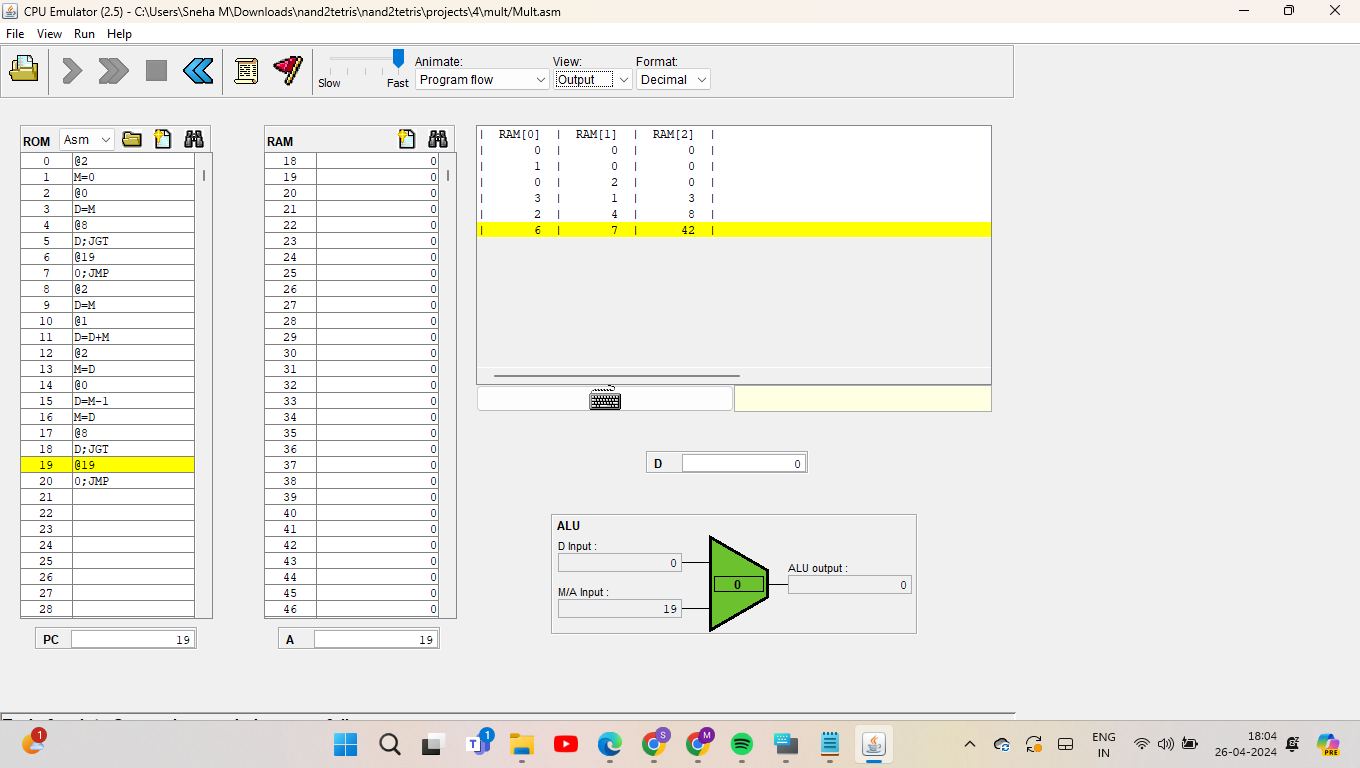 CPU Emulator (2.5) - C:\Users\Sneha M\Downloads\nand2tetris\nand2tetris\projects\4\mult/Mult.asm
File View Run Help
Animate: View: Format:
Slow Fast Program flow Output Decimal
ROM Asm
0 @2
1 M=0
2 @0
3 D=M
4 @8
5 D;JGT
6 @19
7 0;JMP
8 @2
9 D=M
10 @1
11 D=D+M
12 @2
13 M=D
14 @0
15 D=M-1
16 M=D
17 @8
18 D;JGT
19 @19
20 0;JMP
21
22
23
24
25
26
27
28
PC 19
RAM
18 0
19 0
20 0
21 0
22 0
23 0
24 0
25 0
26 0
27 0
28 0
29 0
30 0
31 0
32 0
33 0
34 0
35 0
36 0
37 0
38 0
39 0
40 0
41 0
42 0
43 0
44 0
45 0
46 0
A 19
| RAM[0] | RAM[1] | RAM[2] |
| 0 | 0 | 0 |
| 1 | 0 | 0 |
| 0 | 2 | 0 |
| 3 | 1 | 3 |
| 2 | 4 | 8 |
| 6 | 7 | 42 |
D 0
ALU
D Input :
0
M/A Input :
19
0
ALU output :
0
1
1
S
M
ENG
IN
18:04
26-04-2024
PRE